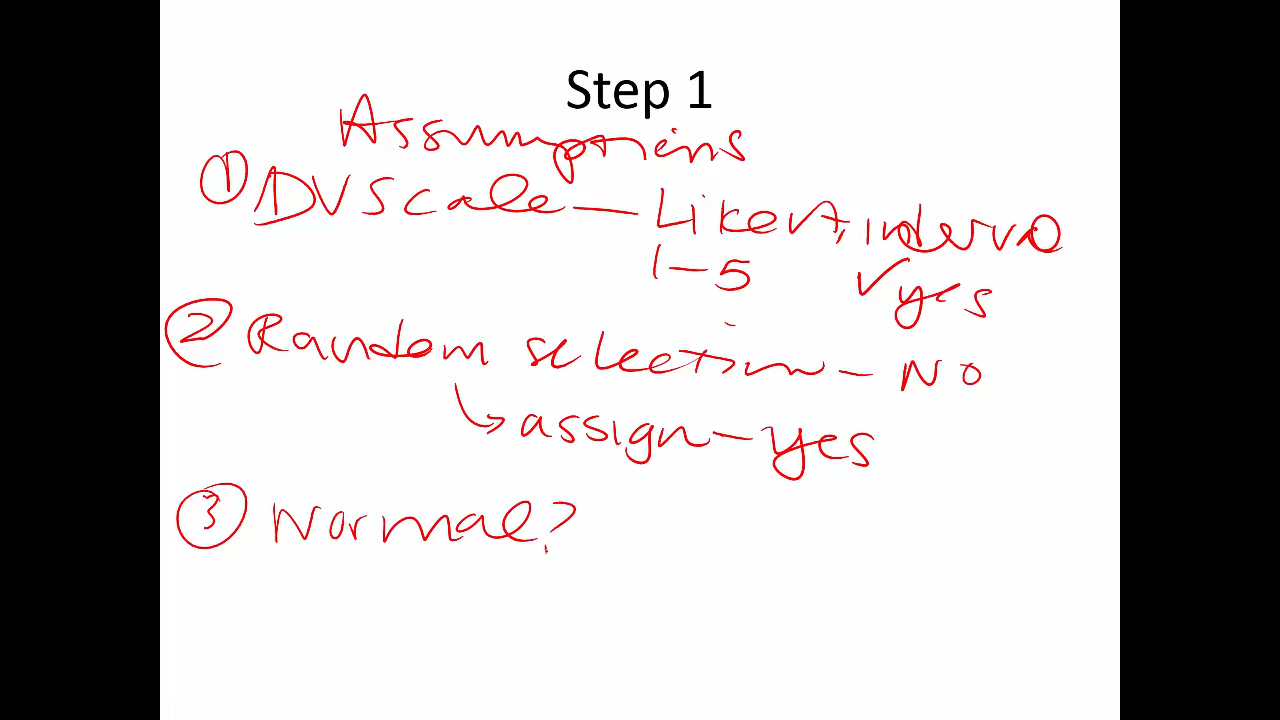 Step 1
Assumptions
① DV Scale — Likert, interval
1 — 5 ✓ yes
② Random selection — No
↳ assign — yes
③ Normal?